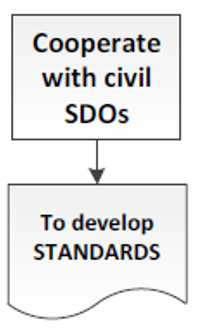 Cooperate
with civil
SDOs
To develop
STANDARDS